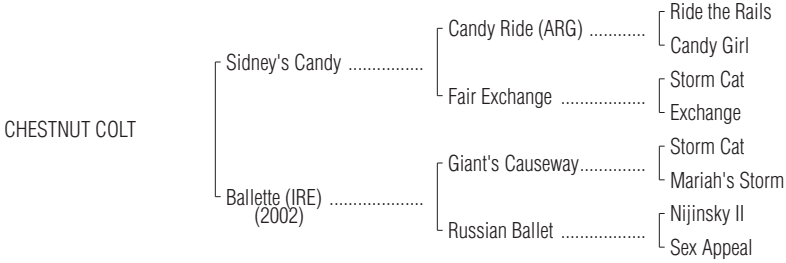 Ride the Rails
Candy Ride (ARG) ............
Candy Girl
Sidney's Candy ................
Storm Cat
Fair Exchange ..................
Exchange
CHESTNUT COLT
Storm Cat
Giant's Causeway..............
Mariah's Storm
Ballette (IRE) ....................
(2002)
Nijinsky II
Russian Ballet ..................
Sex Appeal